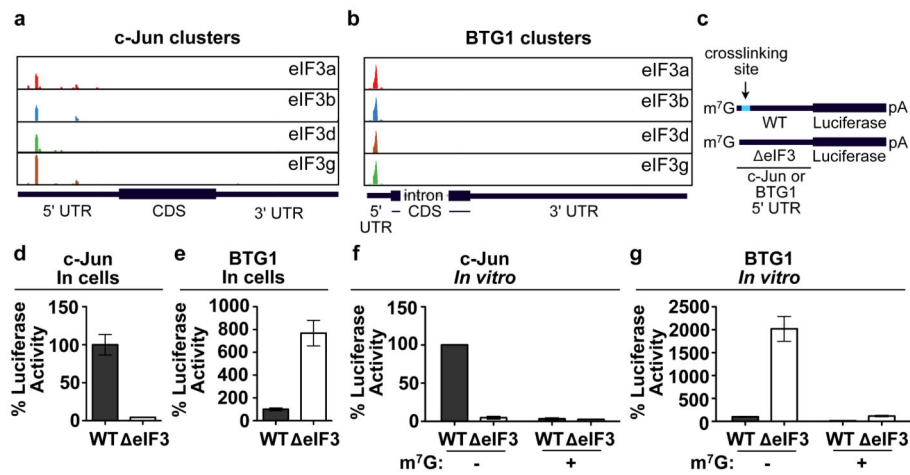 a
c-Jun clusters
eIF3a
eIF3b
eIF3d
eIF3g
5' UTR
CDS
3' UTR
b
BTG1 clusters
eIF3a
eIF3b
eIF3d
eIF3g
intron
5'
UTR
CDS
3' UTR
c
crosslinking
site
m⁷G
pA
WT
Luciferase
m⁷G
pA
ΔeIF3
Luciferase
c-Jun or
BTG1
5' UTR
d
c-Jun
In cells
% Luciferase
Activity
150
100
50
0
WT ΔeIF3
e
BTG1
In cells
% Luciferase
Activity
1000
800
600
400
200
0
WT ΔeIF3
f
c-Jun
In vitro
% Luciferase
Activity
150
100
50
0
WT ΔeIF3 WT ΔeIF3
m⁷G: - +
g
BTG1
In vitro
% Luciferase
Activity
2500
2000
1500
1000
500
0
WT ΔeIF3 WT ΔeIF3
m⁷G: - +